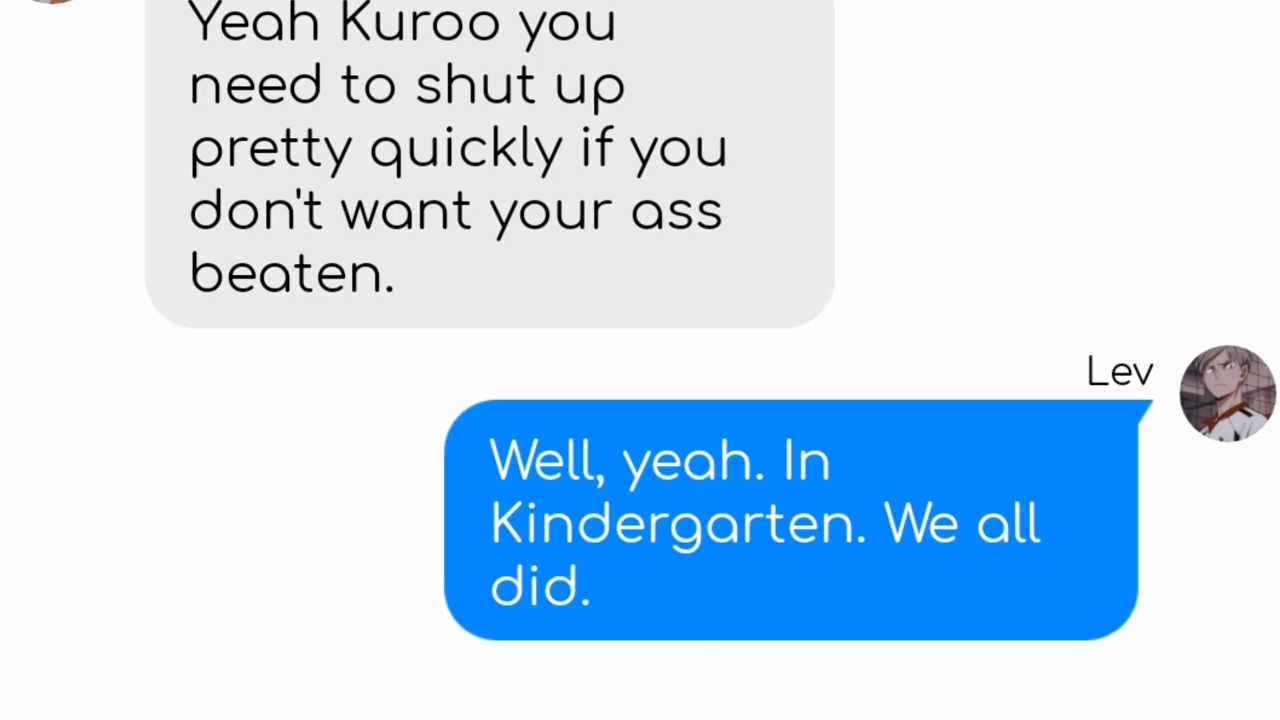 Yeah Kuroo you
need to shut up
pretty quickly if you
don't want your ass
beaten.
Lev
Well, yeah. In
Kindergarten. We all
did.